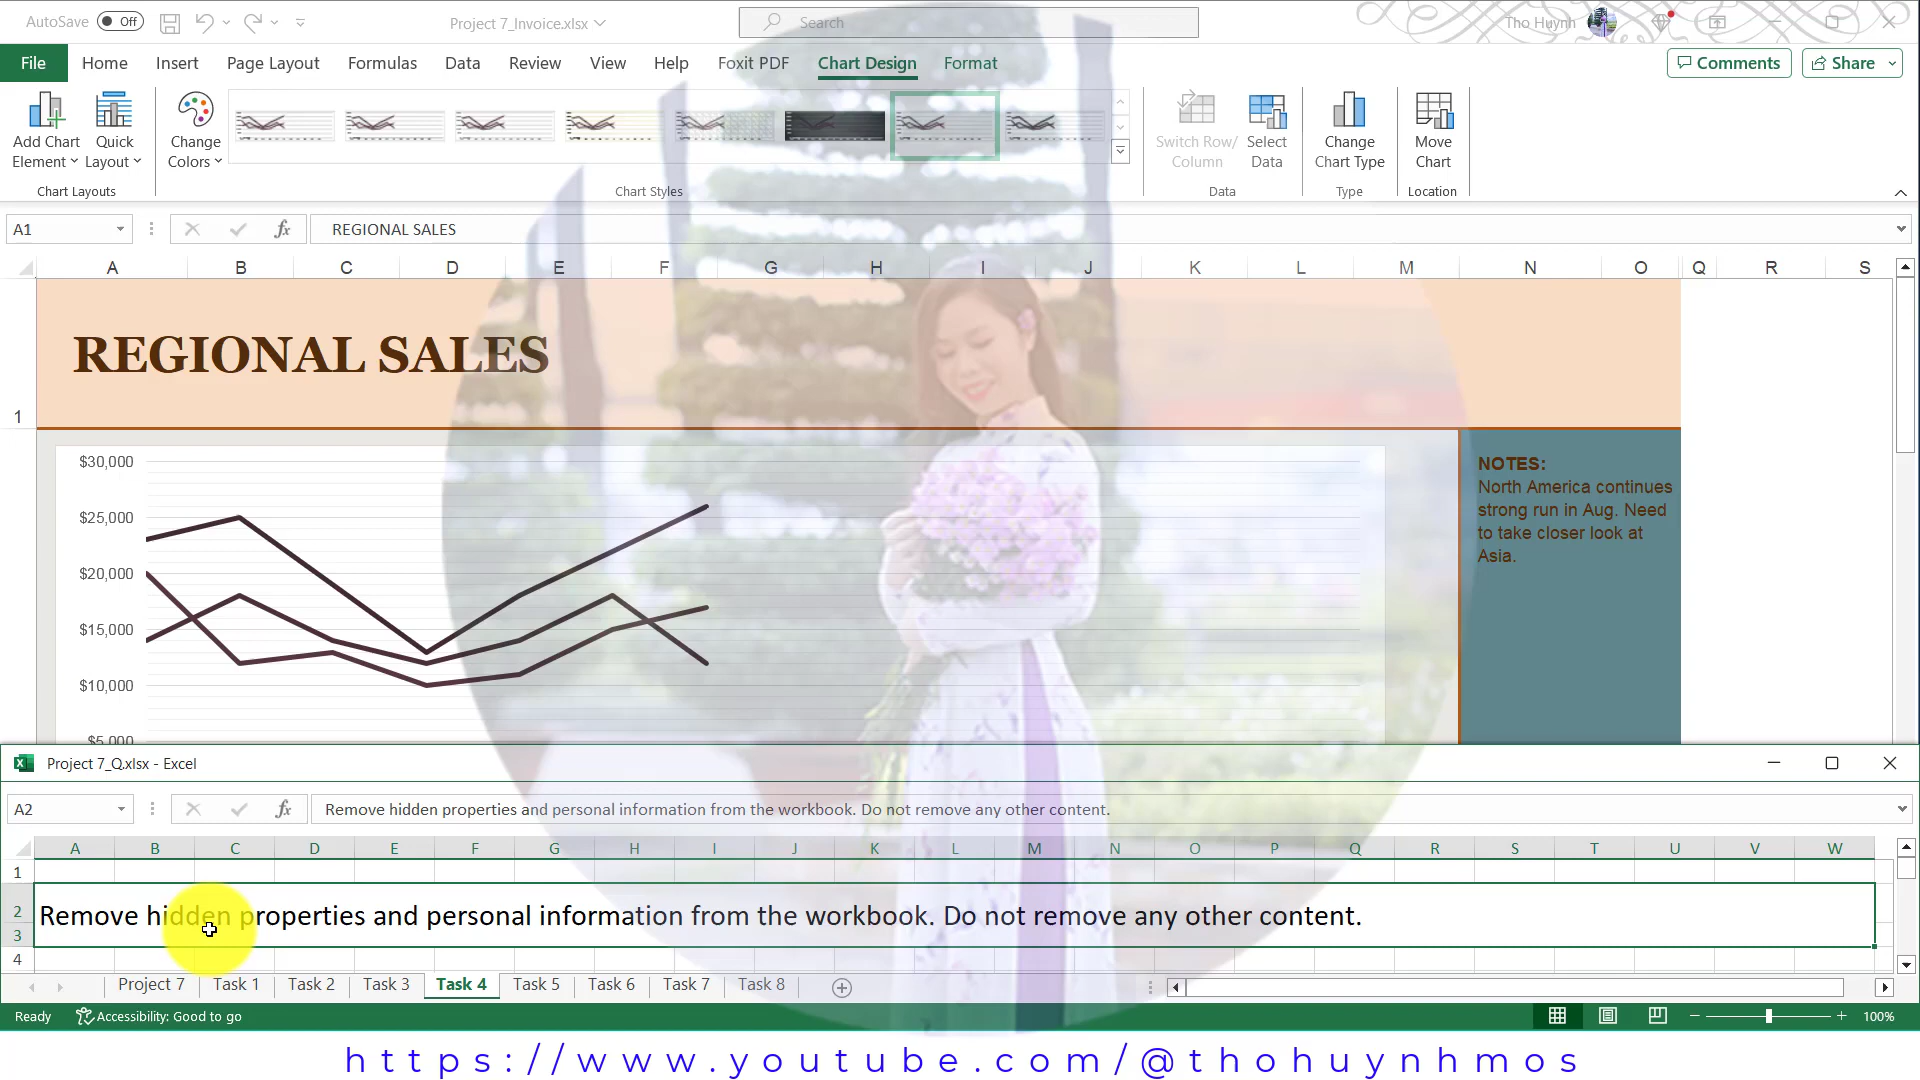 AutoSave Off Project 7_Invoice.xlsx Search Tho Huynh
File Home Insert Page Layout Formulas Data Review View Help Foxit PDF Chart Design Format Comments Share
Add Chart Element Quick Layout Change Colors Switch Row/ Column Select Data Change Chart Type Move Chart
Chart Layouts Chart Styles Data Type Location
A1 fx REGIONAL SALES
A B C D E F G H I J K L M N O Q R S
REGIONAL SALES
1
$30,000
$25,000
$20,000
$15,000
$10,000
$5,000
NOTES:
North America continues
strong run in Aug. Need
to take closer look at
Asia.
Project 7_Q.xlsx - Excel
A2 fx Remove hidden properties and personal information from the workbook. Do not remove any other content.
A B C D E F G H I J K L M N O P Q R S T U V W
1
2 Remove hidden properties and personal information from the workbook. Do not remove any other content.
3
4
Project 7 Task 1 Task 2 Task 3 Task 4 Task 5 Task 6 Task 7 Task 8
Ready Accessibility: Good to go 100%
https://www.youtube.com/@thohuynhmos